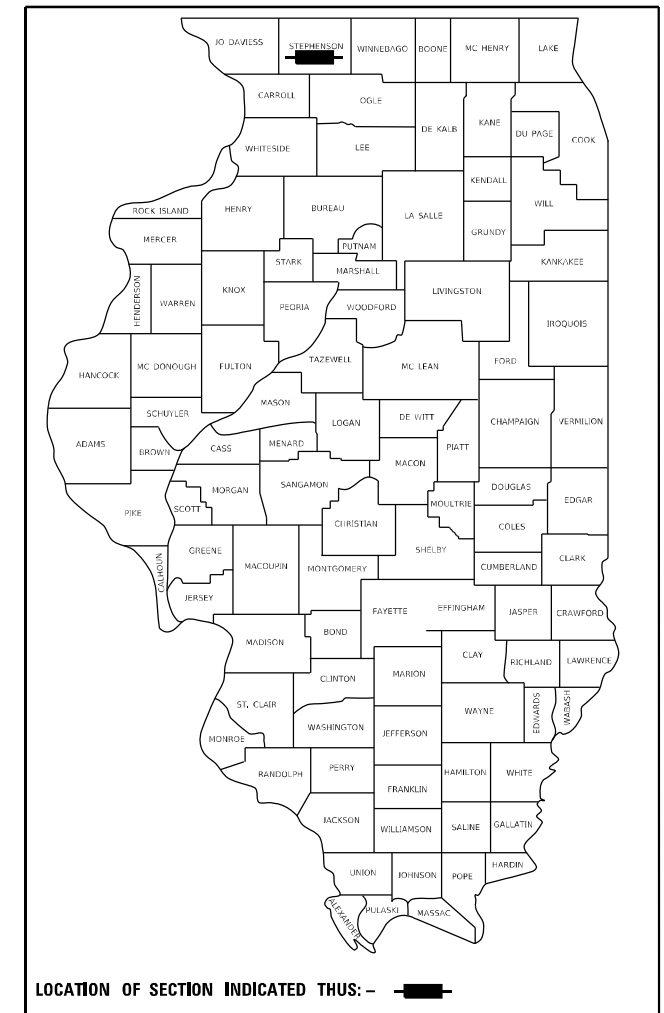 JO DAVIESS
STEPHENSON
WINNEBAGO
BOONE
MC HENRY
LAKE
CARROLL
OGLE
DE KALB
KANE
DU PAGE
COOK
WHITESIDE
LEE
KENDALL
WILL
ROCK ISLAND
HENRY
BUREAU
LA SALLE
GRUNDY
MERCER
PUTNAM
STARK
MARSHALL
KANKAKEE
HENDERSON
WARREN
KNOX
PEORIA
WOODFORD
LIVINGSTON
IROQUOIS
HANCOCK
MC DONOUGH
FULTON
TAZEWELL
MC LEAN
FORD
MASON
SCHUYLER
LOGAN
DE WITT
CHAMPAIGN
VERMILION
ADAMS
BROWN
CASS
MENARD
PIATT
MACON
MORGAN
SANGAMON
DOUGLAS
EDGAR
PIKE
SCOTT
MOULTRIE
CHRISTIAN
COLES
GREENE
SHELBY
CALHOUN
MACOUPIN
MONTGOMERY
CUMBERLAND
CLARK
JERSEY
FAYETTE
EFFINGHAM
JASPER
CRAWFORD
MADISON
BOND
CLAY
RICHLAND
LAWRENCE
CLINTON
MARION
ST. CLAIR
WAYNE
EDWARDS
WABASH
WASHINGTON
JEFFERSON
MONROE
PERRY
RANDOLPH
HAMILTON
WHITE
FRANKLIN
JACKSON
WILLIAMSON
SALINE
GALLATIN
UNION
JOHNSON
POPE
HARDIN
ALEXANDER
PULASKI
MASSAC
LOCATION OF SECTION INDICATED THUS: –